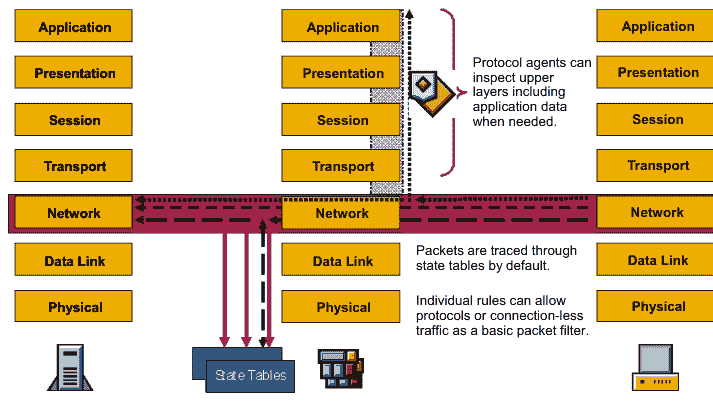 Application
Presentation
Session
Transport
Network
Data Link
Physical
Application
Presentation
Session
Transport
Network
Data Link
Physical
Protocol agents can
inspect upper
layers including
application data
when needed.
Packets are traced through
state tables by default.
Individual rules can allow
protocols or connection-less
traffic as a basic packet filter.
State Tables
Application
Presentation
Session
Transport
Network
Data Link
Physical